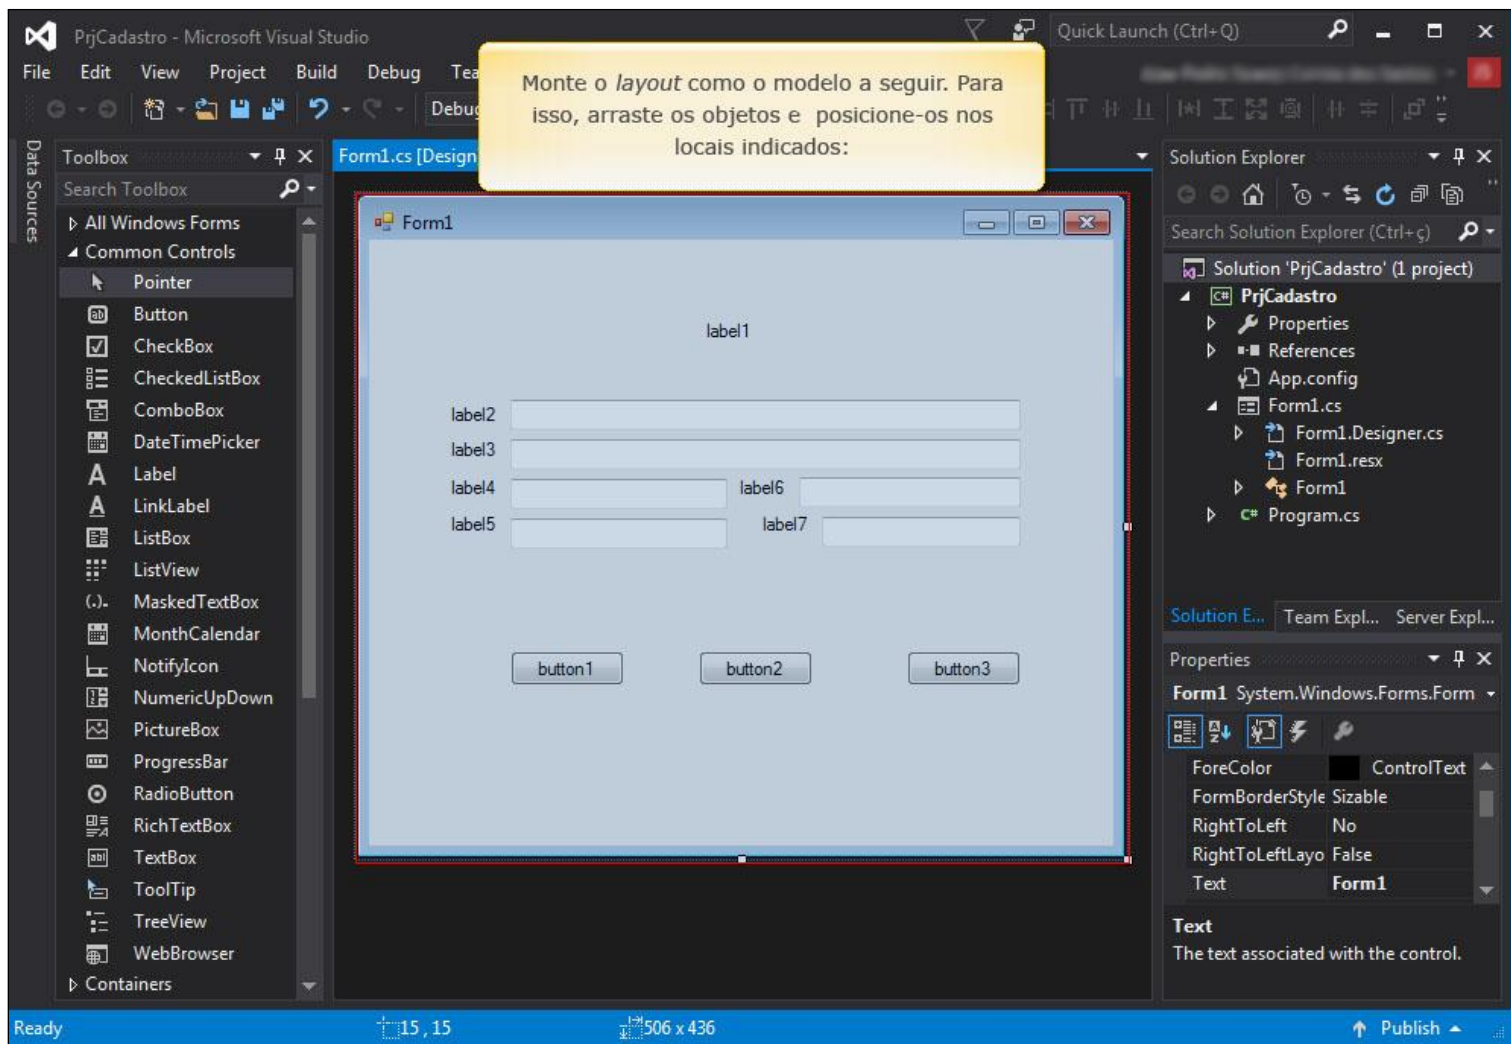 PrjCadastro - Microsoft Visual Studio
Quick Launch (Ctrl+Q)
File Edit View Project Build Debug Tea
Debug
Monte o layout como o modelo a seguir. Para
isso, arraste os objetos e posicione-os nos
locais indicados:
Data Sources
Toolbox
Search Toolbox
All Windows Forms
Common Controls
Pointer
Button
CheckBox
CheckedListBox
ComboBox
DateTimePicker
Label
LinkLabel
ListBox
ListView
MaskedTextBox
MonthCalendar
NotifyIcon
NumericUpDown
PictureBox
ProgressBar
RadioButton
RichTextBox
TextBox
ToolTip
TreeView
WebBrowser
Containers
Form1.cs [Design
Form1
label1
label2
label3
label4 label6
label5 label7
button1 button2 button3
Solution Explorer
Search Solution Explorer (Ctrl+ç)
Solution 'PrjCadastro' (1 project)
C# PrjCadastro
Properties
References
App.config
Form1.cs
Form1.Designer.cs
Form1.resx
Form1
C# Program.cs
Solution E... Team Expl... Server Expl...
Properties
Form1 System.Windows.Forms.Form
ForeColor ControlText
FormBorderStyle Sizable
RightToLeft No
RightToLeftLayo False
Text Form1
Text
The text associated with the control.
Ready 15 , 15 506 x 436 Publish